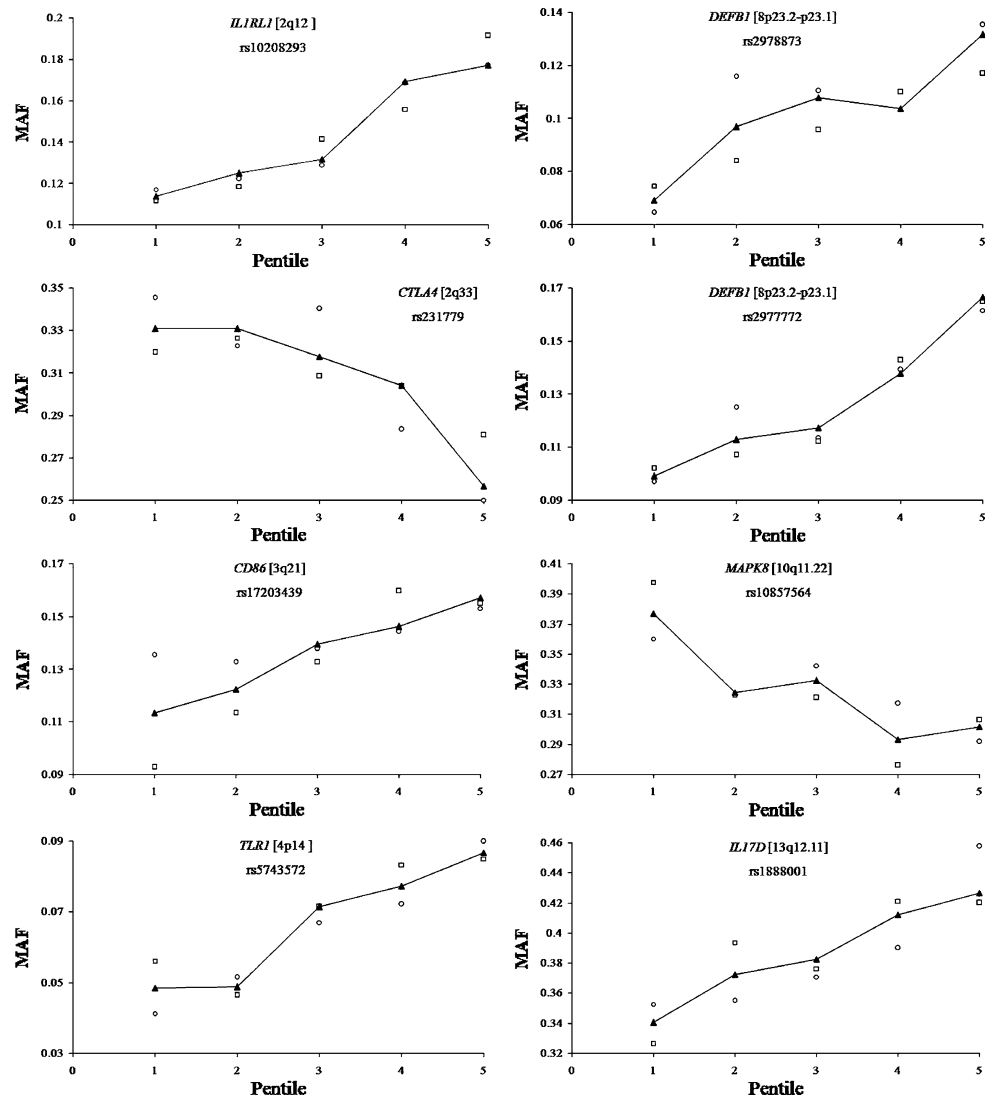 IL1RL1 [2q12 ]
rs10208293
MAF
0.2
0.18
0.16
0.14
0.12
0.1
0 1 2 3 4 5
Pentile
DEFB1 [8p23.2-p23.1]
rs2978873
MAF
0.14
0.12
0.1
0.08
0.06
0 1 2 3 4 5
Pentile
CTLA4 [2q33]
rs231779
MAF
0.35
0.33
0.31
0.29
0.27
0.25
0 1 2 3 4 5
Pentile
DEFB1 [8p23.2-p23.1]
rs2977772
MAF
0.17
0.15
0.13
0.11
0.09
0 1 2 3 4 5
Pentile
CD86 [3q21]
rs17203439
MAF
0.17
0.15
0.13
0.11
0.09
0 1 2 3 4 5
Pentile
MAPK8 [10q11.22]
rs10857564
MAF
0.41
0.39
0.37
0.35
0.33
0.31
0.29
0.27
0 1 2 3 4 5
Pentile
TLR1 [4p14 ]
rs5743572
MAF
0.09
0.07
0.05
0.03
0 1 2 3 4 5
Pentile
IL17D [13q12.11]
rs1888001
MAF
0.46
0.44
0.42
0.4
0.38
0.36
0.34
0.32
0 1 2 3 4 5
Pentile